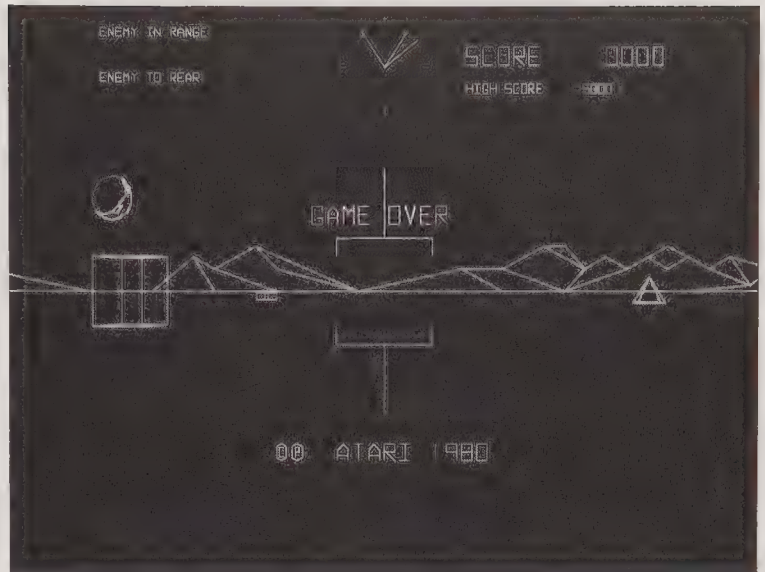 ENEMY IN RANGE
SCORE
ENEMY TO REAR
HIGH SCORE
GAME OVER
ATARI 1980